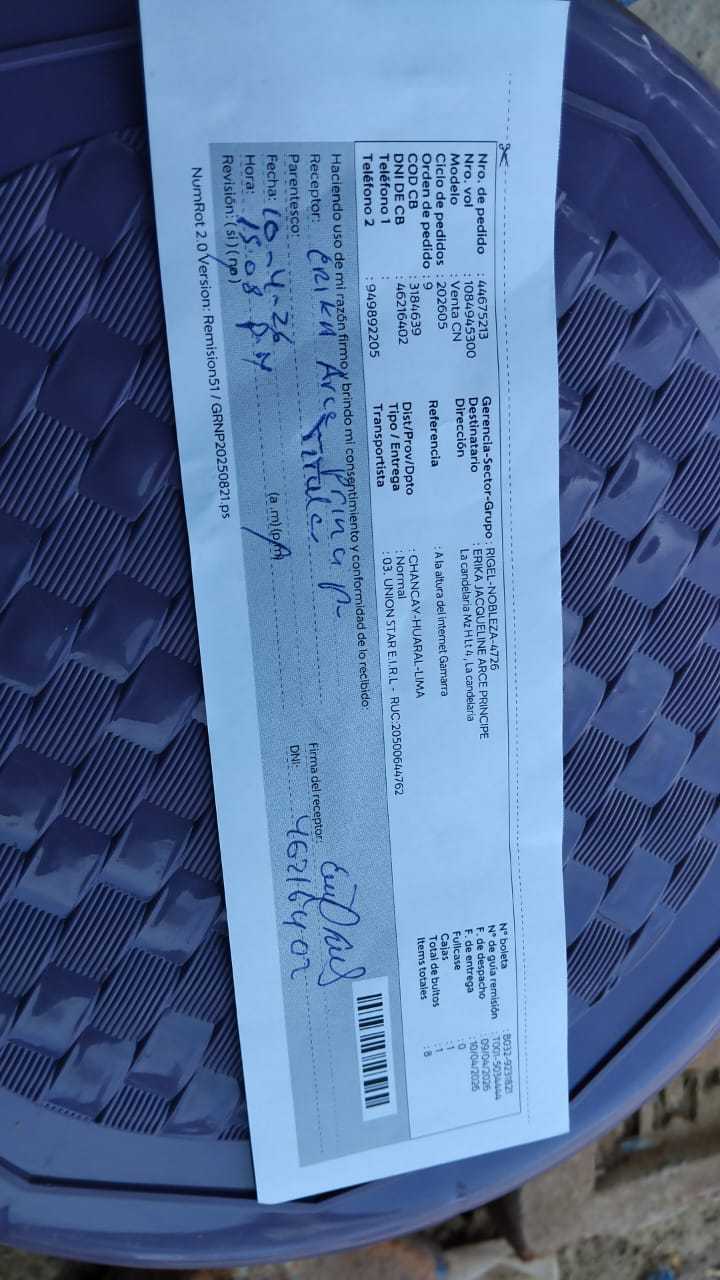 Nro. de pedido : 44675213
Nro. vol : 1084945300
Modelo : Venta CN
Ciclo de pedidos : 202605
Orden de pedido : 9
COD CB : 3184639
DNI DE CB : 46216402
Teléfono 1 :
Teléfono 2 : 949892205
Gerencia-Sector-Grupo : RIGEL-NOBLEZA-4726
Destinatario : ERIKA JACQUELINE ARCE PRINCIPE
Dirección La candelaria Mz H Lt 4 , La candelaria
Referencia : A la altura del internet Gamarra
Dist/Prov/Dpto : CHANCAY-HUARAL-LIMA
Tipo / Entrega : Normal
Transportista : 03. UNION STAR E.I.R.L - RUC:20500644762
N° boleta : B032-9231821
N° de guía remisión : T001-5034444
F. de despacho : 09/04/2026
F. de entrega : 10/04/2026
Fullcase : 0
Cajas : 1
Total de bultos : 1
Items totales : 8
Haciendo uso de mi razón firmo y brindo mi consentimiento y conformidad de lo recibido:
Receptor: ERIKA Arce Princip
Parentesco: titular
Fecha: 10-4-26
Hora: 15:08 P.M (a.m)(p.m)
Revisión: (si)(no)
Firma del receptor:
DNI: 46216402
NumRot 2.0 Version: Remision51 / GRNP20250821.ps